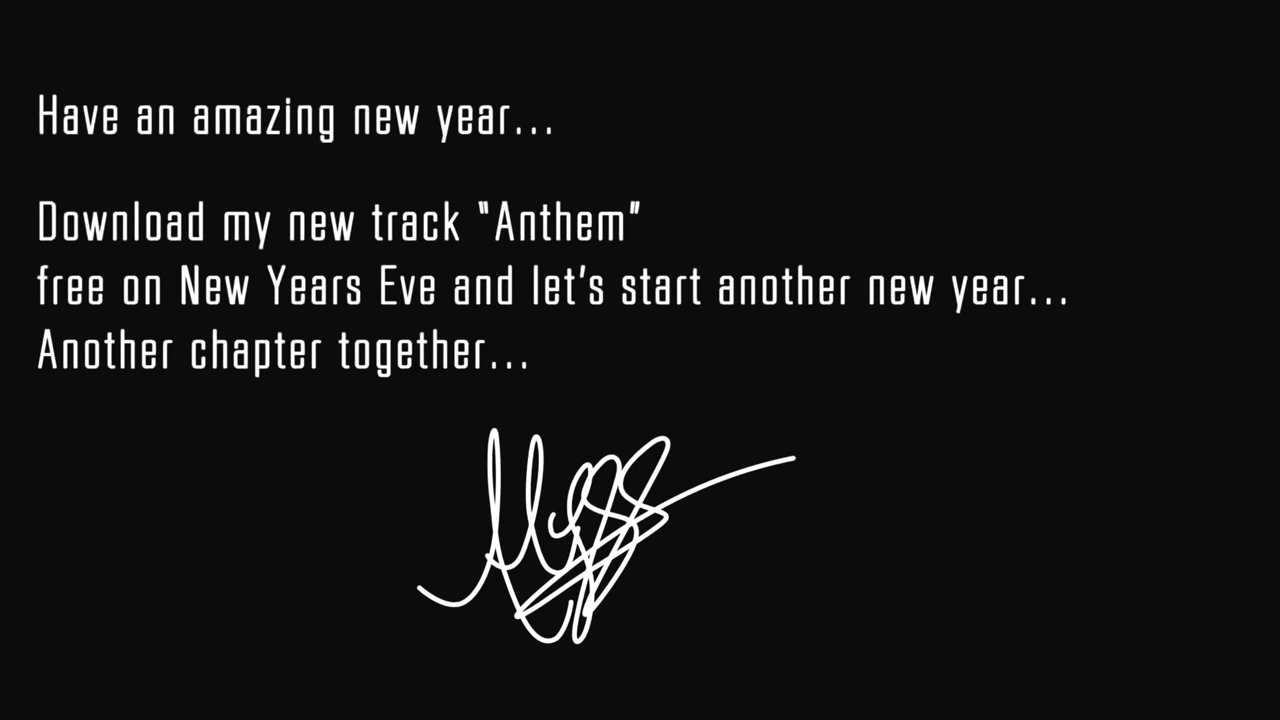 Have an amazing new year...
Download my new track "Anthem"
free on New Years Eve and let's start another new year...
Another chapter together...